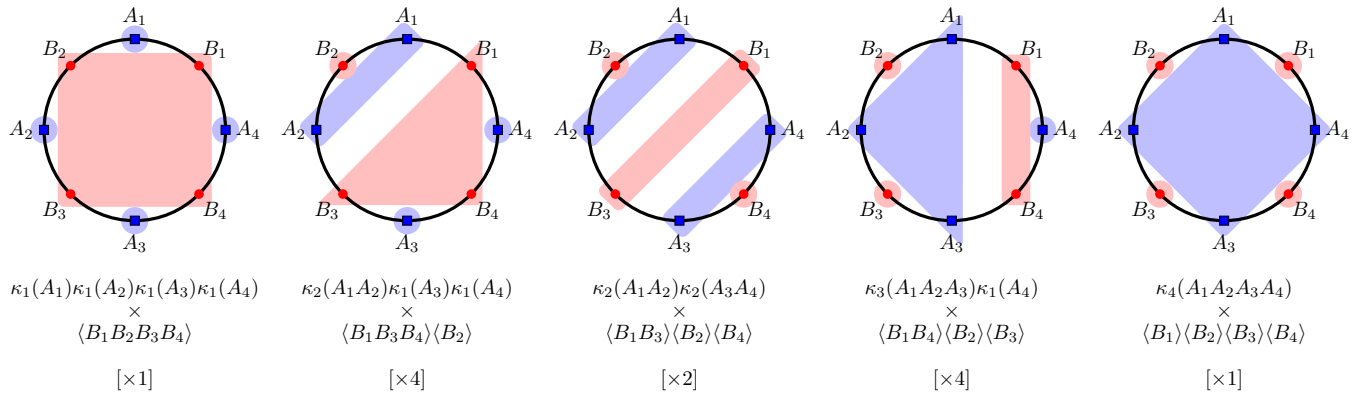 A₁ A₁ A₁ A₁ A₁
B₂ B₁ B₂ B₁ B₂ B₁ B₂ B₁ B₂ B₁
A₂ A₄ A₂ A₄ A₂ A₄ A₂ A₄ A₂ A₄
B₃ B₄ B₃ B₄ B₃ B₄ B₃ B₄ B₃ B₄
A₃ A₃ A₃ A₃ A₃
κ₁(A₁)κ₁(A₂)κ₁(A₃)κ₁(A₄) κ₂(A₁A₂)κ₁(A₃)κ₁(A₄) κ₂(A₁A₂)κ₂(A₃A₄) κ₃(A₁A₂A₃)κ₁(A₄) κ₄(A₁A₂A₃A₄)
× × × × ×
⟨B₁B₂B₃B₄⟩ ⟨B₁B₃B₄⟩⟨B₂⟩ ⟨B₁B₃⟩⟨B₂⟩⟨B₄⟩ ⟨B₁B₄⟩⟨B₂⟩⟨B₃⟩ ⟨B₁⟩⟨B₂⟩⟨B₃⟩⟨B₄⟩
[×1] [×4] [×2] [×4] [×1]